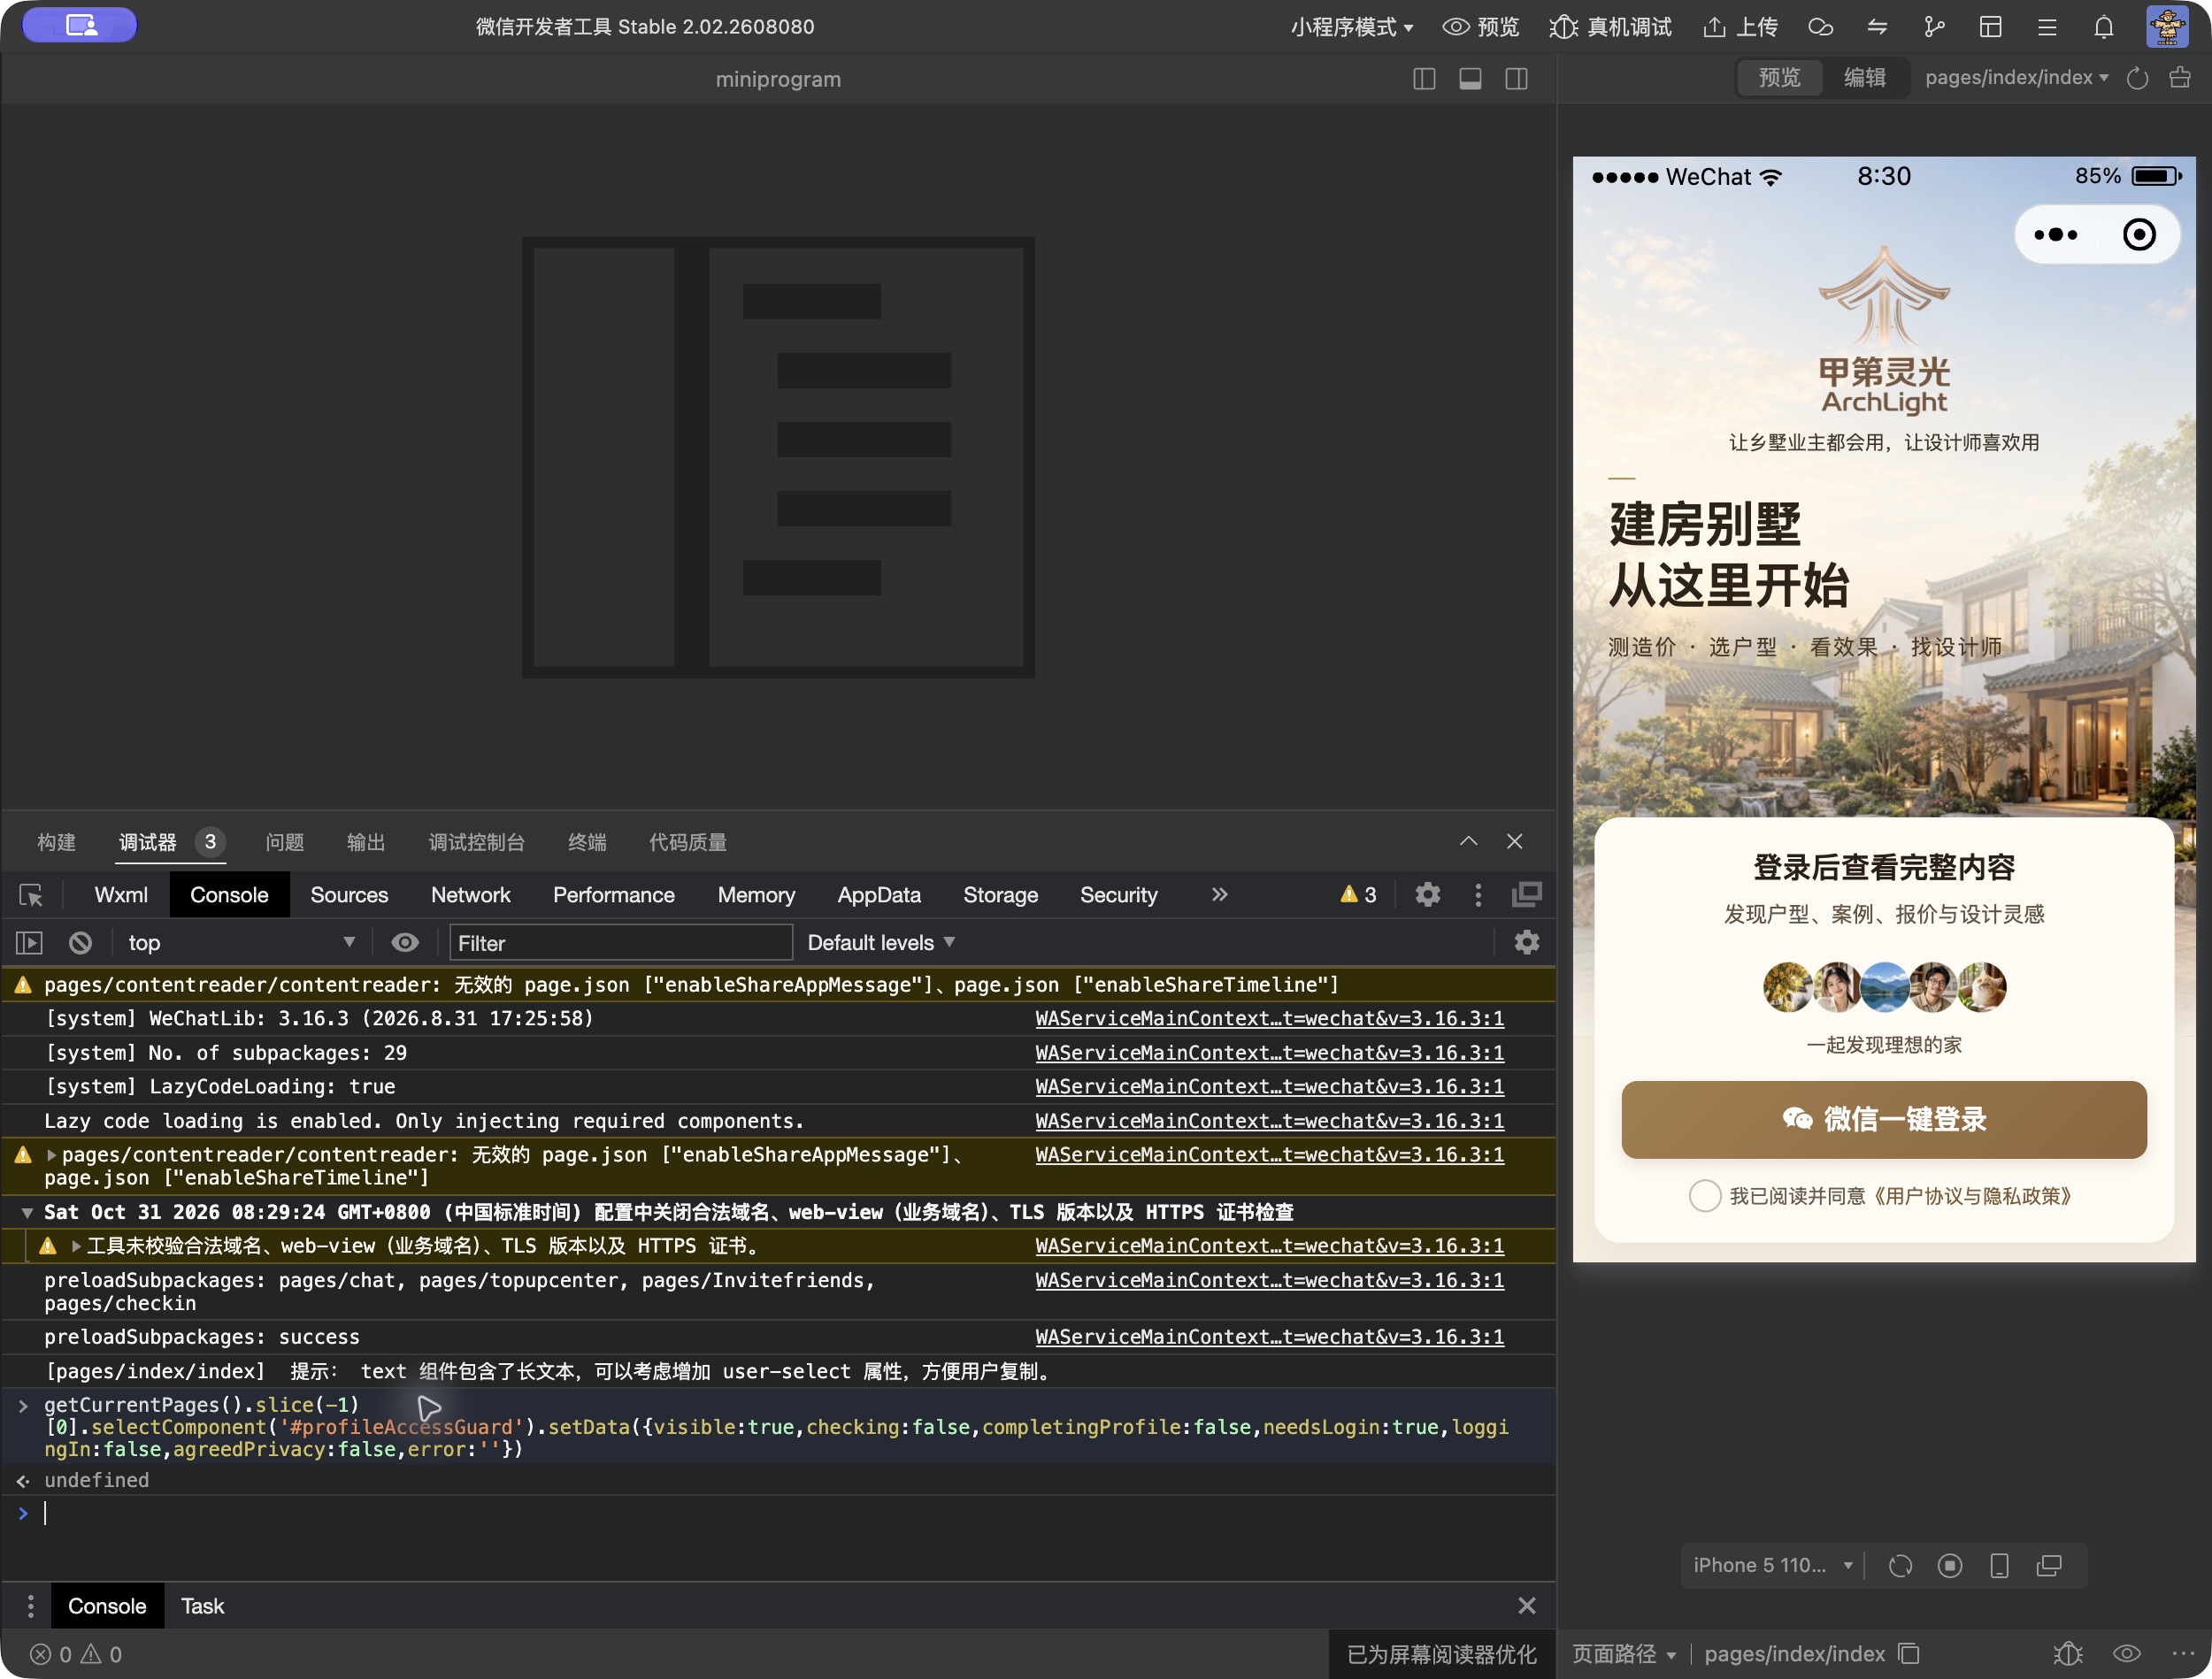 微信开发者工具 Stable 2.02.2608080
小程序模式
预览
真机调试
上传
miniprogram
预览
编辑
pages/index/index
WeChat
8:30
85%
甲第灵光
ArchLight
让乡墅业主都会用，让设计师喜欢用
建房别墅
从这里开始
测造价 · 选户型 · 看效果 · 找设计师
登录后查看完整内容
发现户型、案例、报价与设计灵感
一起发现理想的家
微信一键登录
我已阅读并同意《用户协议与隐私政策》
构建
调试器
3
问题
输出
调试控制台
终端
代码质量
Wxml
Console
Sources
Network
Performance
Memory
AppData
Storage
Security
3
top
Filter
Default levels
pages/contentreader/contentreader: 无效的 page.json ["enableShareAppMessage"]、page.json ["enableShareTimeline"]
[system] WeChatLib: 3.16.3 (2026.8.31 17:25:58)
WAServiceMainContext…t=wechat&v=3.16.3:1
[system] No. of subpackages: 29
WAServiceMainContext…t=wechat&v=3.16.3:1
[system] LazyCodeLoading: true
WAServiceMainContext…t=wechat&v=3.16.3:1
Lazy code loading is enabled. Only injecting required components.
WAServiceMainContext…t=wechat&v=3.16.3:1
pages/contentreader/contentreader: 无效的 page.json ["enableShareAppMessage"]、
WAServiceMainContext…t=wechat&v=3.16.3:1
page.json ["enableShareTimeline"]
Sat Oct 31 2026 08:29:24 GMT+0800 (中国标准时间) 配置中关闭合法域名、web-view（业务域名）、TLS 版本以及 HTTPS 证书检查
工具未校验合法域名、web-view（业务域名）、TLS 版本以及 HTTPS 证书。
WAServiceMainContext…t=wechat&v=3.16.3:1
preloadSubpackages: pages/chat, pages/topupcenter, pages/Invitefriends,
WAServiceMainContext…t=wechat&v=3.16.3:1
pages/checkin
preloadSubpackages: success
WAServiceMainContext…t=wechat&v=3.16.3:1
[pages/index/index] 提示： text 组件包含了长文本，可以考虑增加 user-select 属性，方便用户复制。
getCurrentPages().slice(-1)
[0].selectComponent('#profileAccessGuard').setData({visible:true,checking:false,completingProfile:false,needsLogin:true,loggi
ngIn:false,agreedPrivacy:false,error:''})
undefined
iPhone 5 110...
Console
Task
0
0
已为屏幕阅读器优化
页面路径
pages/index/index